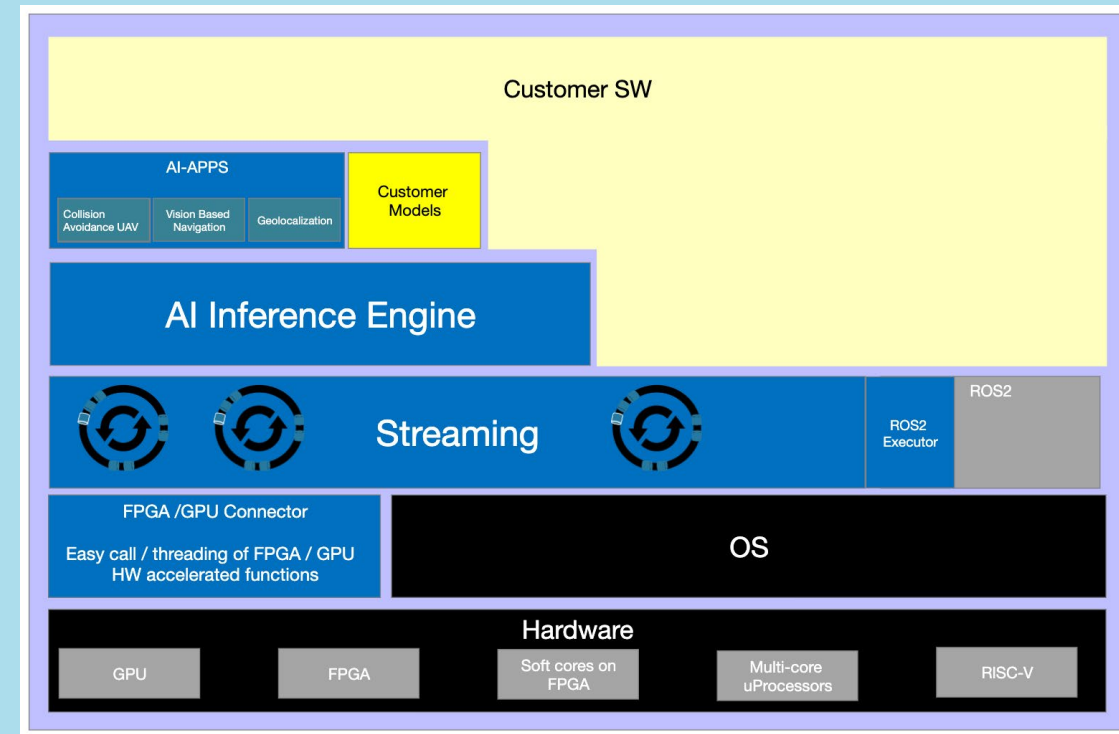 Customer SW
AI-APPS
Collision
Avoidance UAV
Vision Based
Navigation
Geolocalization
Customer
Models
AI Inference Engine
Streaming
ROS2
Executor
ROS2
FPGA /GPU Connector
Easy call / threading of FPGA / GPU
HW accelerated functions
OS
Hardware
GPU
FPGA
Soft cores on
FPGA
Multi-core
uProcessors
RISC-V